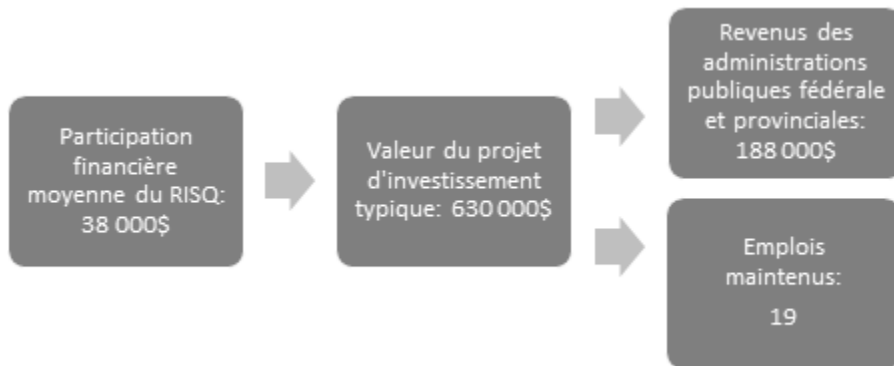 Participation
financière
moyenne du RISQ:
38 000$
Valeur du projet
d'investissement
typique: 630 000$
Revenus des
administrations
publiques fédérale
et provinciales:
188 000$
Emplois
maintenus:
19